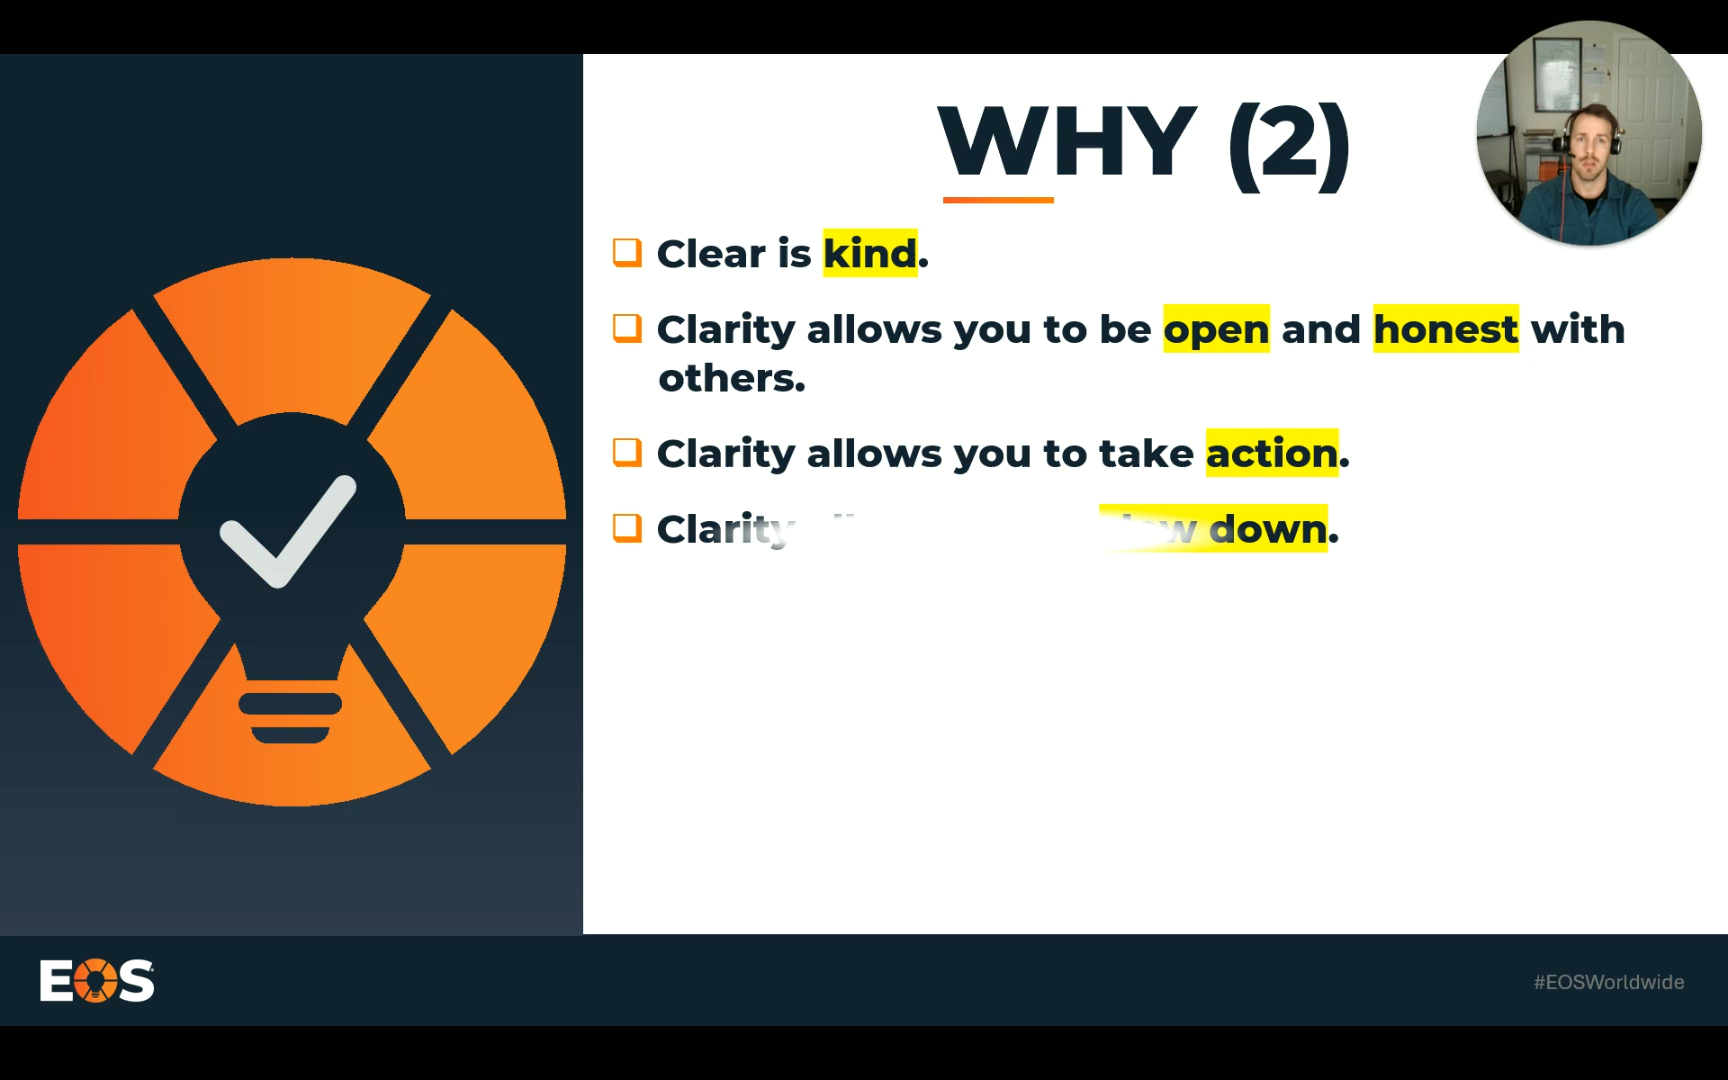 WHY (2)
Clear is kind.
Clarity allows you to be open and honest with
others.
Clarity allows you to take action.
Clarity down.
EOS
#EOSWorldwide